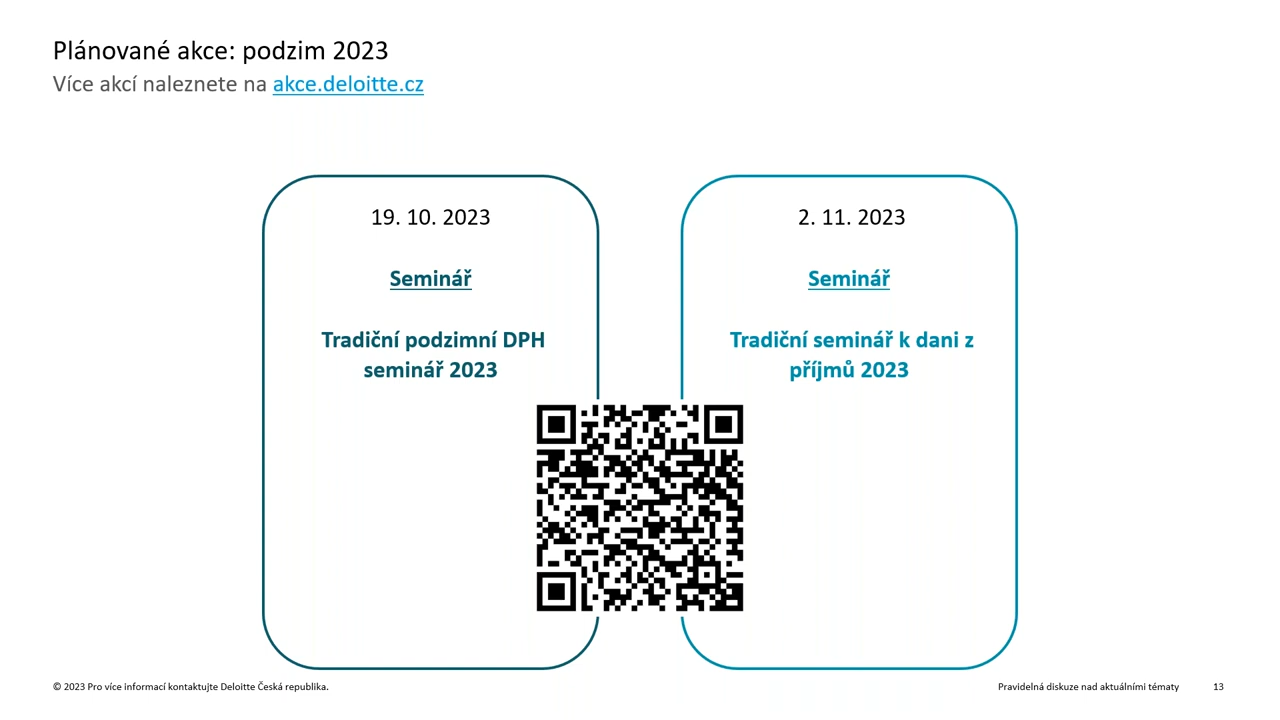 Plánované akce: podzim 2023
Více akcí naleznete na akce.deloitte.cz
19. 10. 2023
Seminář
Tradiční podzimní DPH
seminář 2023
2. 11. 2023
Seminář
Tradiční seminář k dani z
příjmů 2023
© 2023 Pro více informací kontaktujte Deloitte Česká republika.
Pravidelná diskuze nad aktuálními tématy
13